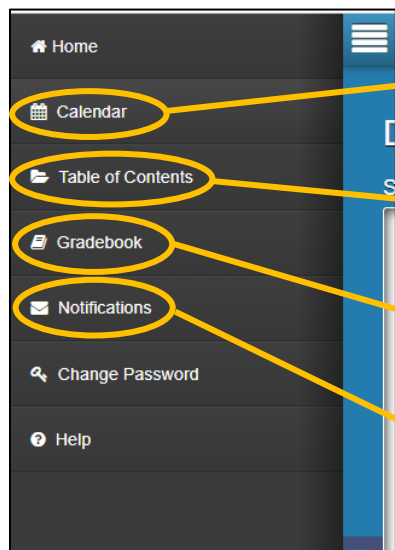 Home
Calendar
Table of Contents
Gradebook
Notifications
Change Password
Help